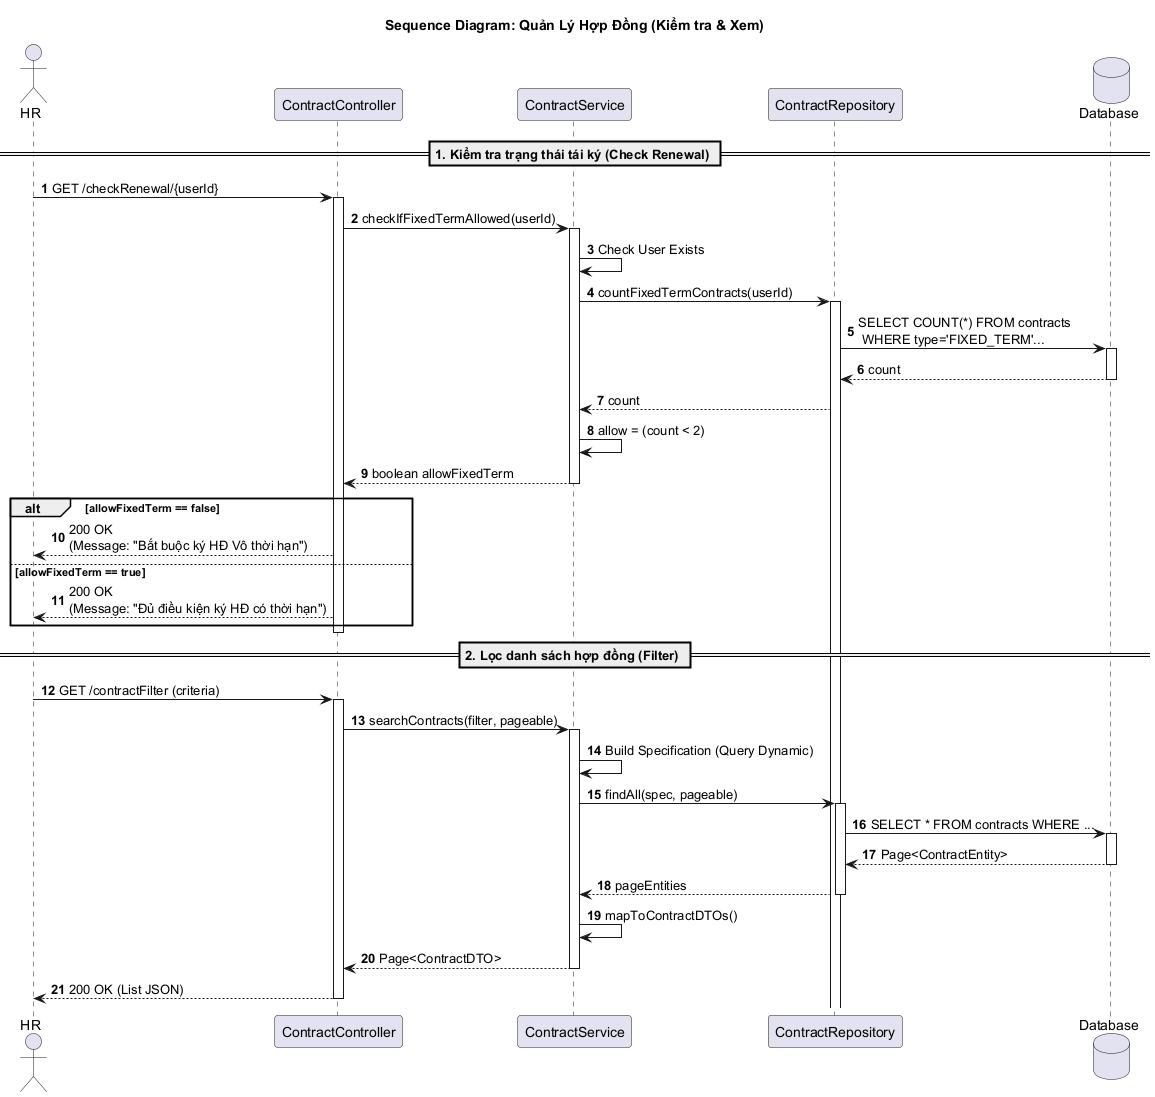 Sequence Diagram: Quản Lý Hợp Đồng (Kiểm tra & Xem)
HR
ContractController
ContractService
ContractRepository
Database
1. Kiểm tra trạng thái tái ký (Check Renewal)
1 GET /checkRenewal/{userId}
2 checkIfFixedTermAllowed(userId)
3 Check User Exists
4 countFixedTermContracts(userId)
5 SELECT COUNT(*) FROM contracts
WHERE type='FIXED_TERM'...
6 count
7 count
8 allow = (count < 2)
9 boolean allowFixedTerm
alt [allowFixedTerm == false]
10 200 OK
(Message: "Bắt buộc ký HĐ Vô thời hạn")
[allowFixedTerm == true]
11 200 OK
(Message: "Đủ điều kiện ký HĐ có thời hạn")
2. Lọc danh sách hợp đồng (Filter)
12 GET /contractFilter (criteria)
13 searchContracts(filter, pageable)
14 Build Specification (Query Dynamic)
15 findAll(spec, pageable)
16 SELECT * FROM contracts WHERE ...
17 Page<ContractEntity>
18 pageEntities
19 mapToContractDTOs()
20 Page<ContractDTO>
21 200 OK (List JSON)
HR
ContractController
ContractService
ContractRepository
Database